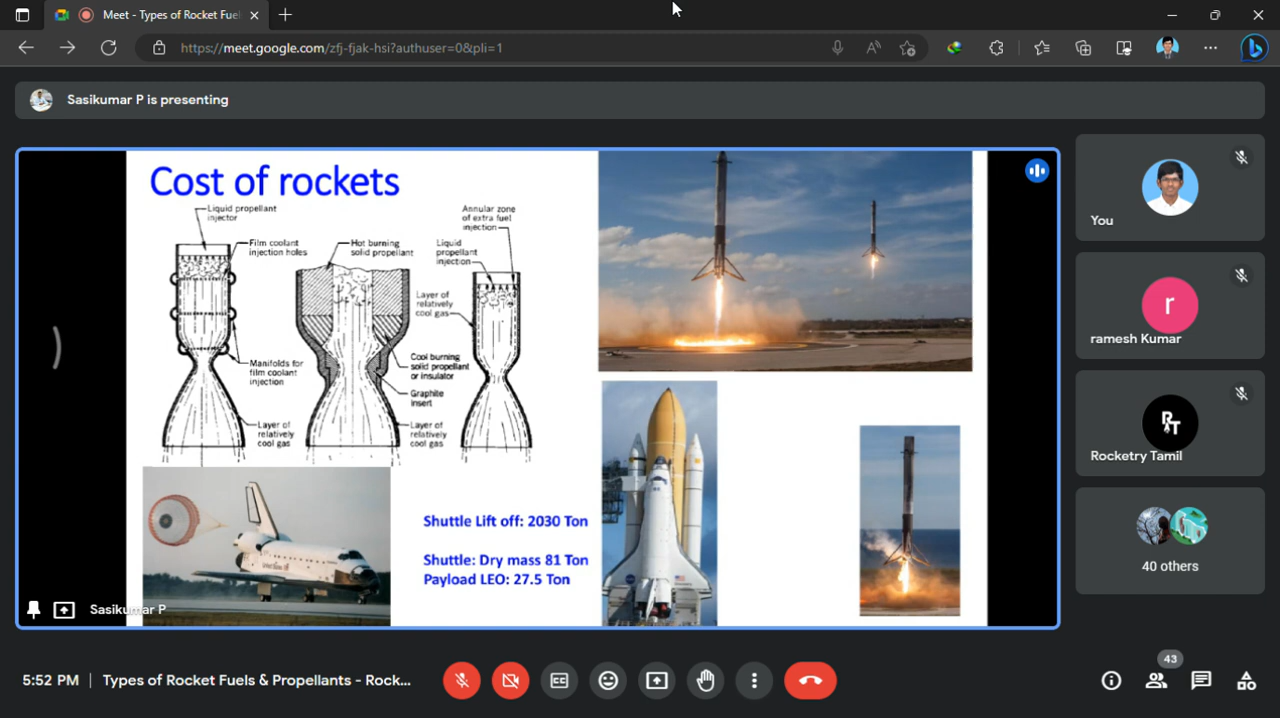 Meet - Types of Rocket Fue
https://meet.google.com/zfj-fjak-hsi?authuser=0&pli=1
Sasikumar P is presenting
Cost of rockets
Liquid propellant
injector
Film coolant
injection holes
Manifolds for
film coolant
injection
Layer of
relatively
cool gas
Hot burning
solid propellant
Cool burning
solid propellant
or insulator
Graphite
insert
Layer of
relatively
cool gas
Annular zone
of extra fuel
injection
Liquid
propellant
injection
Layer of
relatively
cool gas
Shuttle Lift off: 2030 Ton
Shuttle: Dry mass 81 Ton
Payload LEO: 27.5 Ton
Sasikumar P
You
r
ramesh Kumar
RT
Rocketry Tamil
40 others
5:52 PM | Types of Rocket Fuels & Propellants - Rock...
43